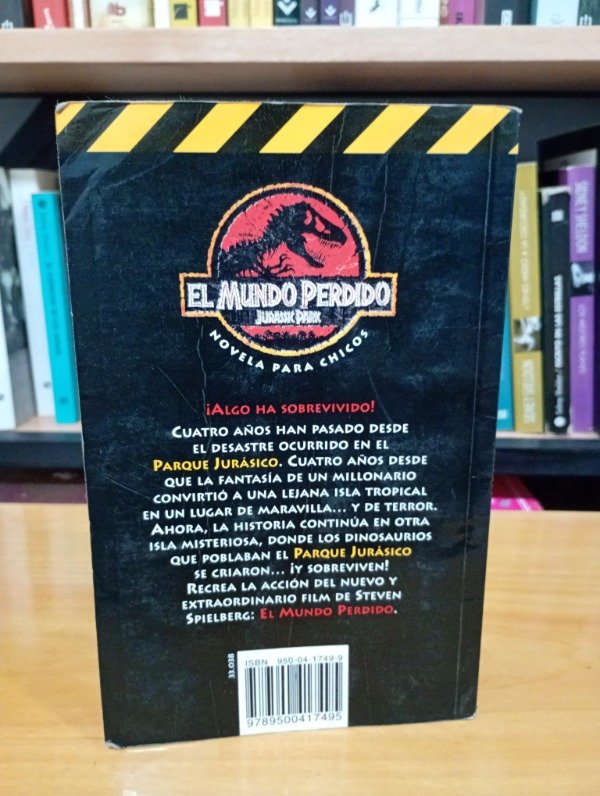 EL MUNDO PERDIDO
JURASSIC PARK
NOVELA PARA CHICOS
¡ALGO HA SOBREVIVIDO!
CUATRO AÑOS HAN PASADO DESDE
EL DESASTRE OCURRIDO EN EL
PARQUE JURÁSICO. CUATRO AÑOS DESDE
QUE LA FANTASÍA DE UN MILLONARIO
CONVIRTIÓ A UNA LEJANA ISLA TROPICAL
EN UN LUGAR DE MARAVILLA... Y DE TERROR.
AHORA, LA HISTORIA CONTINÚA EN OTRA
ISLA MISTERIOSA, DONDE LOS DINOSAURIOS
QUE POBLABAN EL PARQUE JURÁSICO
SE CRIARON... ¡Y SOBREVIVEN!
RECREA LA ACCIÓN DEL NUEVO Y
EXTRAORDINARIO FILM DE STEVEN
SPIELBERG: EL MUNDO PERDIDO.
33.038
ISBN 950-04-1749-9
9789500417495
SIDNEY SHELDON